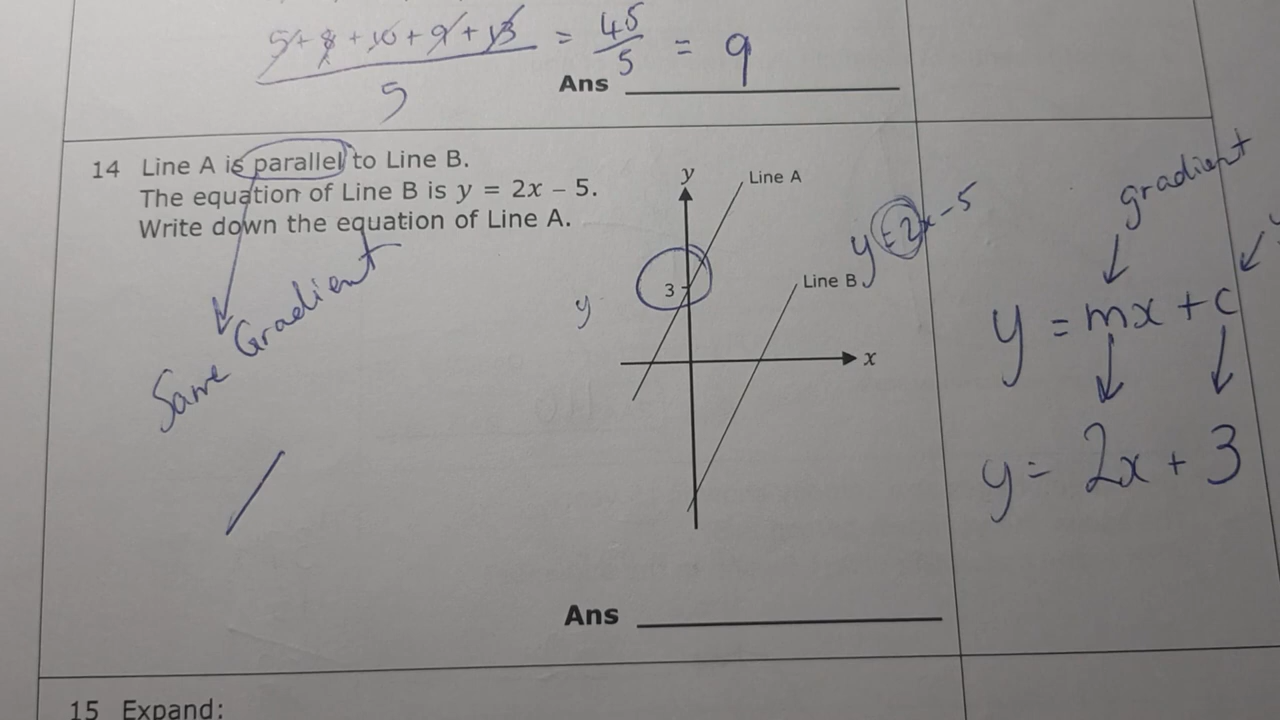 5 + 8 + 10 + 9 + 13 = 45 = 9
5 5
Ans
14 Line A is parallel to Line B.
The equation of Line B is y = 2x – 5.
Write down the equation of Line A.
Same Gradient
y
y
Line A
3
Line B
x
y = 2x - 5
gradient
y = mx + c
y = 2x + 3
Ans
15 Expand: